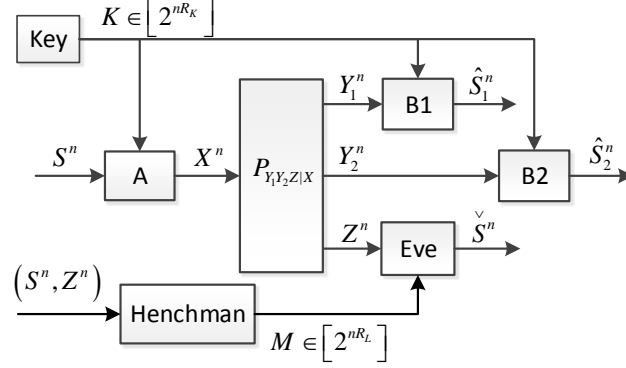 K ∈ [2^{nR_K}]
Key
Y_1^n
Ŝ_1^n
B1
S^n
A
X^n
P_{Y_1Y_2Z|X}
Y_2^n
Ŝ_2^n
B2
Z^n
Š^n
Eve
(S^n, Z^n)
Henchman
M ∈ [2^{nR_L}]